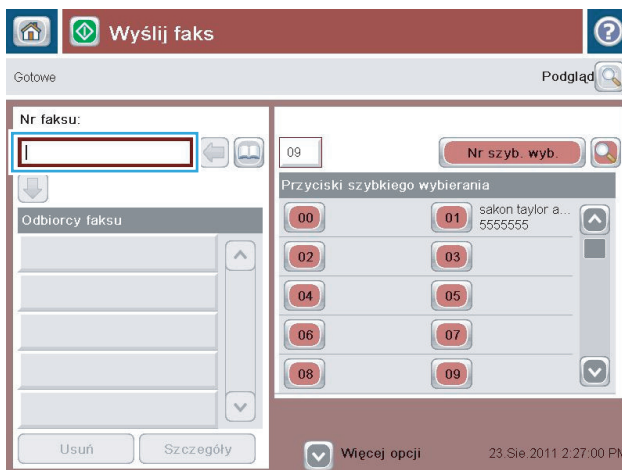 Wyślij faks
?
Gotowe
Podgląd
Nr faksu:
09
Nr szyb. wyb.
Przyciski szybkiego wybierania
Odbiorcy faksu
00
01
sakon taylor a...
5555555
02
03
04
05
06
07
08
09
Usuń
Szczegóły
Więcej opcji
23.Sie.2011 2:27:00 PM